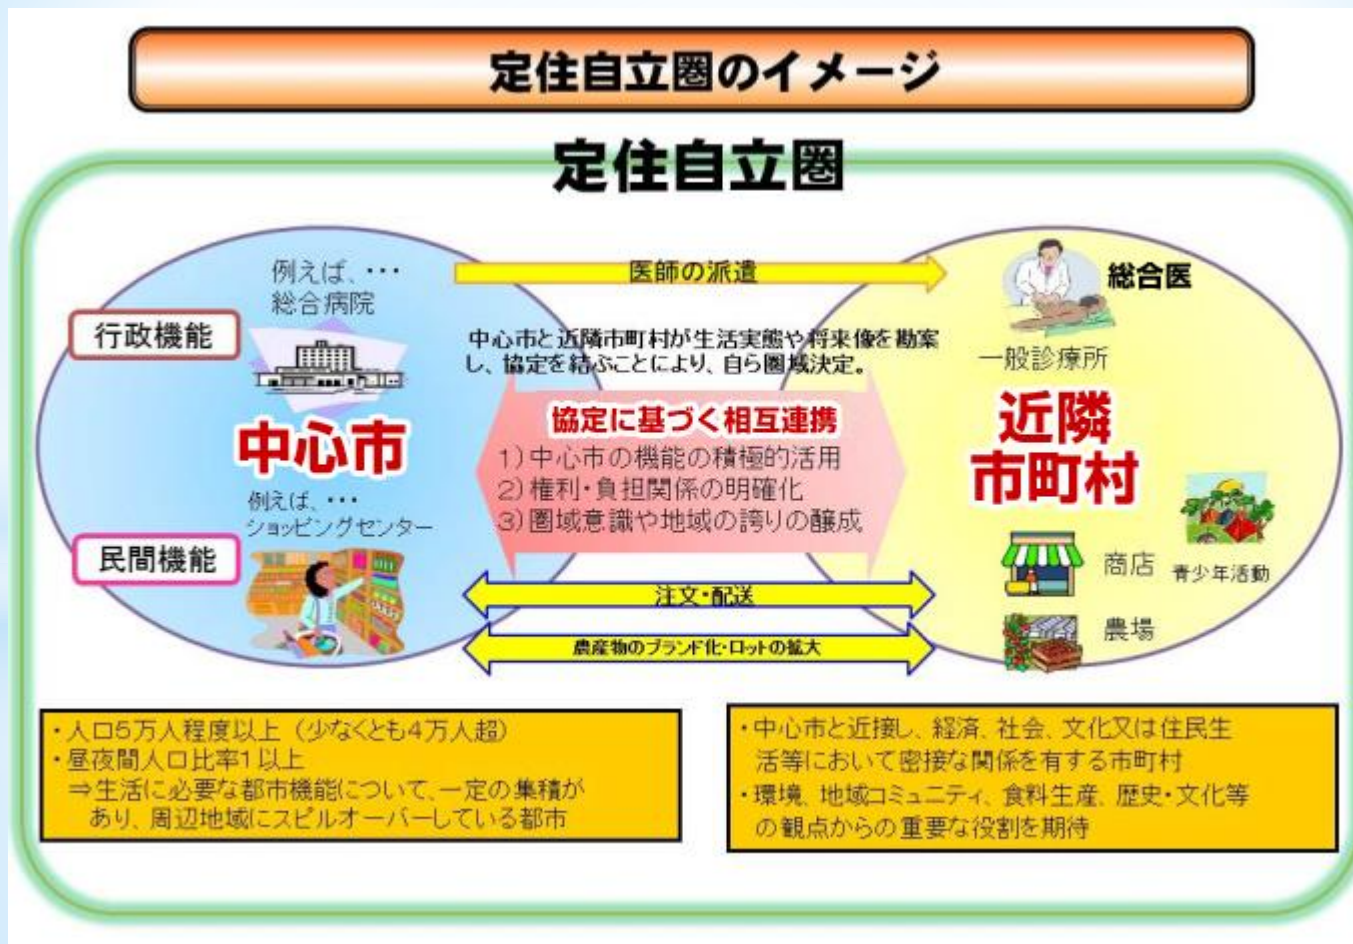 定住自立圏のイメージ
定住自立圏
例えば、・・・
総合病院
行政機能
中心市
例えば、・・・
ショッピングセンター
民間機能
医師の派遣
中心市と近隣市町村が生活実態や将来像を勘案
し、協定を結ぶことにより、自ら圏域決定。
協定に基づく相互連携
1)中心市の機能の積極的活用
2)権利・負担関係の明確化
3)圏域意識や地域の誇りの醸成
注文・配送
農産物のブランド化・ロットの拡大
総合医
一般診療所
近隣
市町村
商店
青少年活動
農場
・人口5万人程度以上（少なくとも4万人超）
・昼夜間人口比率1以上
⇒生活に必要な都市機能について、一定の集積が
あり、周辺地域にスピルオーバーしている都市
・中心市と近接し、経済、社会、文化又は住民生
活等において密接な関係を有する市町村
・環境、地域コミュニティ、食料生産、歴史・文化等
の観点からの重要な役割を期待